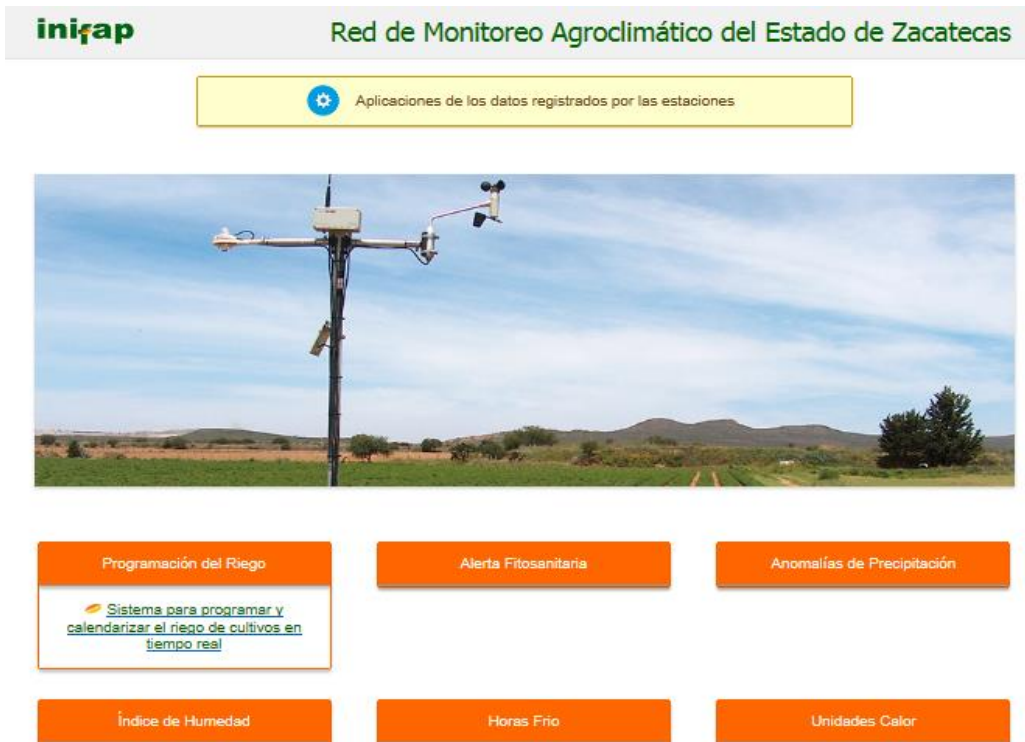 inifap
Red de Monitoreo Agroclimático del Estado de Zacatecas
Aplicaciones de los datos registrados por las estaciones
Programación del Riego
Alerta Fitosanitaria
Anomalías de Precipitación
Sistema para programar y
calendarizar el riego de cultivos en
tiempo real
Índice de Humedad
Horas Frio
Unidades Calor